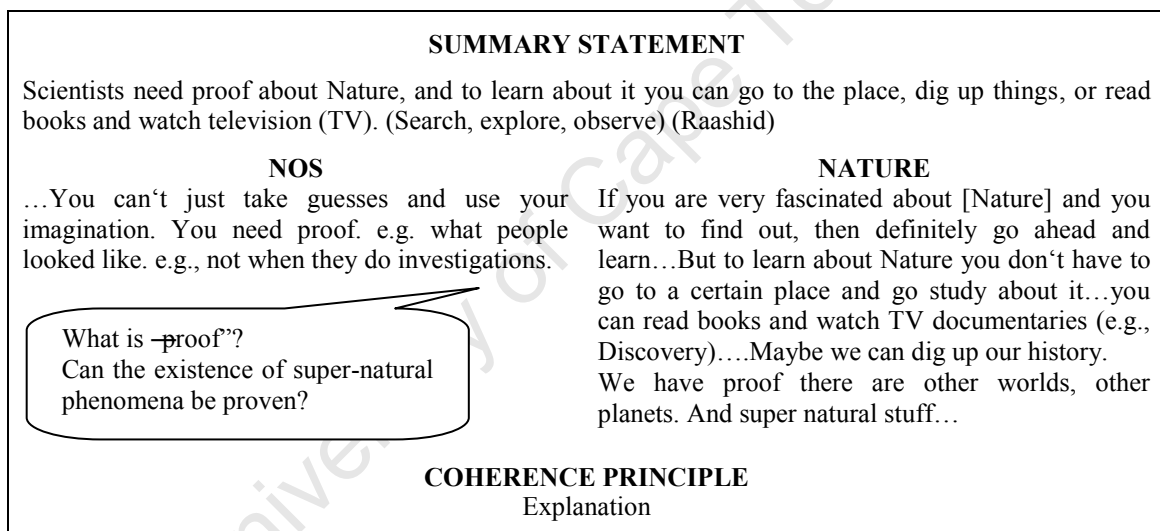 SUMMARY STATEMENT
Scientists need proof about Nature, and to learn about it you can go to the place, dig up things, or read
books and watch television (TV). (Search, explore, observe) (Raashid)
NOS
…You can‘t just take guesses and use your
imagination. You need proof. e.g. what people
looked like. e.g., not when they do investigations.
What is ―proof”?
Can the existence of super-natural
phenomena be proven?
NATURE
If you are very fascinated about [Nature] and you
want to find out, then definitely go ahead and
learn…But to learn about Nature you don‘t have to
go to a certain place and go study about it…you
can read books and watch TV documentaries (e.g.,
Discovery)….Maybe we can dig up our history.
We have proof there are other worlds, other
planets. And super natural stuff…
COHERENCE PRINCIPLE
Explanation
University of Cape To